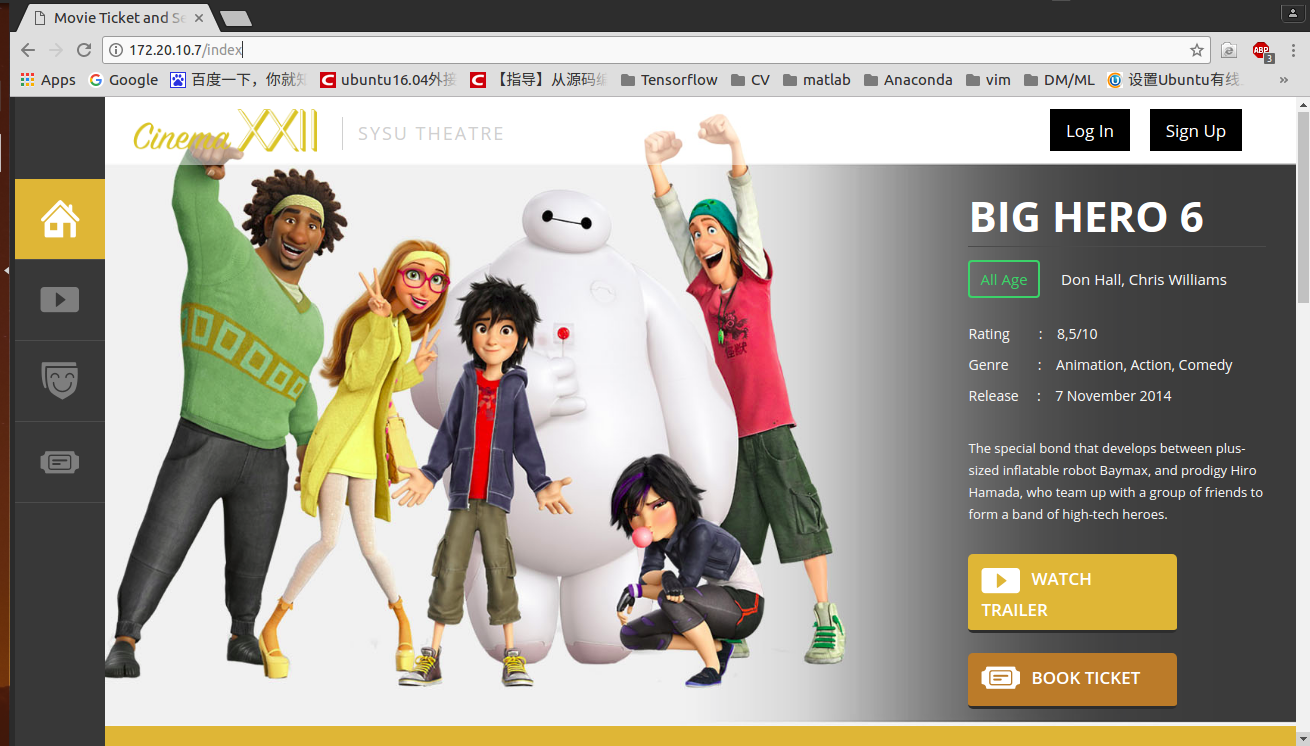 Movie Ticket and Se
172.20.10.7/index
ABP
3
Apps Google 百度一下，你就知 ubuntu16.04外接 【指导】从源码编 Tensorflow CV matlab Anaconda vim DM/ML 设置Ubuntu有线 »
Cinema XXII SYSU THEATRE
Log In Sign Up
BIG HERO 6
All Age Don Hall, Chris Williams
Rating : 8,5/10
Genre : Animation, Action, Comedy
Release : 7 November 2014
The special bond that develops between plus-
sized inflatable robot Baymax, and prodigy Hiro
Hamada, who team up with a group of friends to
form a band of high-tech heroes.
WATCH
TRAILER
BOOK TICKET